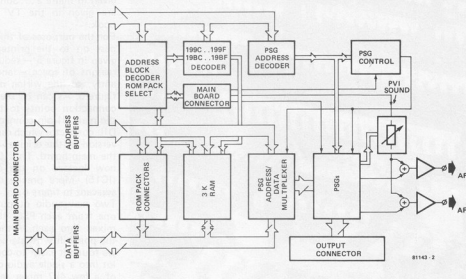 MAIN BOARD CONNECTOR
ADDRESS
BUFFERS
DATA
BUFFERS
ADDRESS
BLOCK
DECODER
ROM PACK
SELECT
199C . . 199F
19BC . . 19BF
DECODER
MAIN
BOARD
CONNECTOR
PSG
ADDRESS
DECODER
PSG
CONTROL
PVI
SOUND
ROM PACK
CONNECTORS
3 K
RAM
PSG
ADDRESS/
DATA
MULTIPLEXER
PSGs
OUTPUT
CONNECTOR
+
+
AF
AF
81143 - 2